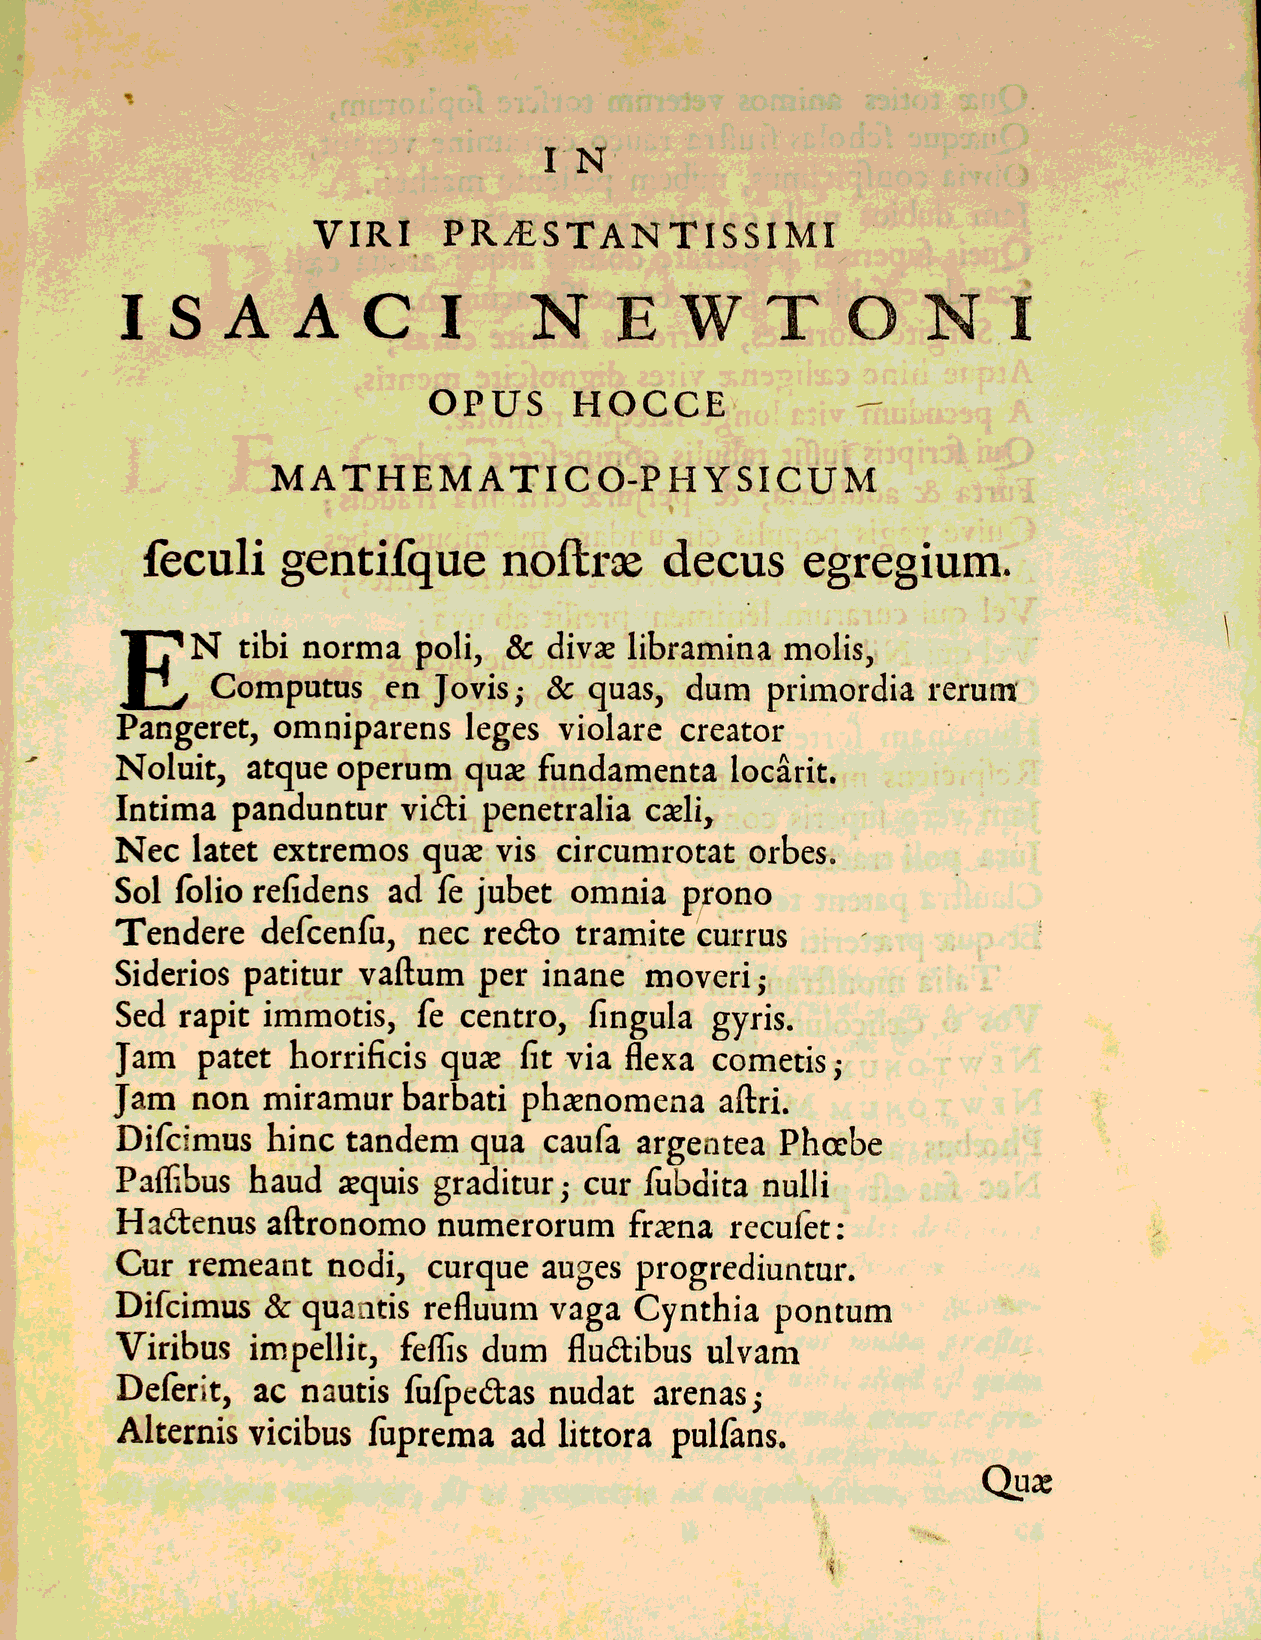 IN
VIRI PRÆSTANTISSIMI
ISAACI NEWTONI
OPUS HOCCE
MATHEMATICO-PHYSICUM
ſeculi gentiſque noſtræ decus egregium.
EN tibi norma poli, & divæ libramina molis,
Computus en Jovis; & quas, dum primordia rerum
Pangeret, omniparens leges violare creator
Noluit, atque operum quæ fundamenta locârit.
Intima panduntur victi penetralia cæli,
Nec latet extremos quæ vis circumrotat orbes.
Sol ſolio reſidens ad ſe jubet omnia prono
Tendere deſcenſu, nec recto tramite currus
Siderios patitur vaſtum per inane moveri;
Sed rapit immotis, ſe centro, ſingula gyris.
Jam patet horrificis quæ ſit via flexa cometis;
Jam non miramur barbati phænomena aſtri.
Diſcimus hinc tandem qua cauſa argentea Phœbe
Paſſibus haud æquis graditur; cur ſubdita nulli
Hactenus aſtronomo numerorum fræna recuſet:
Cur remeant nodi, curque auges progrediuntur.
Diſcimus & quantis refluum vaga Cynthia pontum
Viribus impellit, feſſis dum fluctibus ulvam
Deſerit, ac nautis ſuſpectas nudat arenas;
Alternis vicibus ſuprema ad littora pulſans.
Quæ